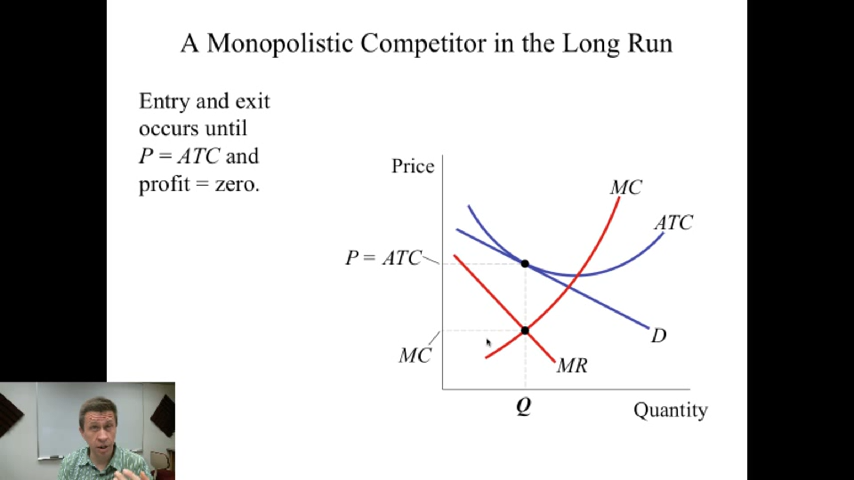 A Monopolistic Competitor in the Long Run
Entry and exit
occurs until
P = ATC and
profit = zero.
Price
MC
ATC
P = ATC
D
MC
MR
Q
Quantity